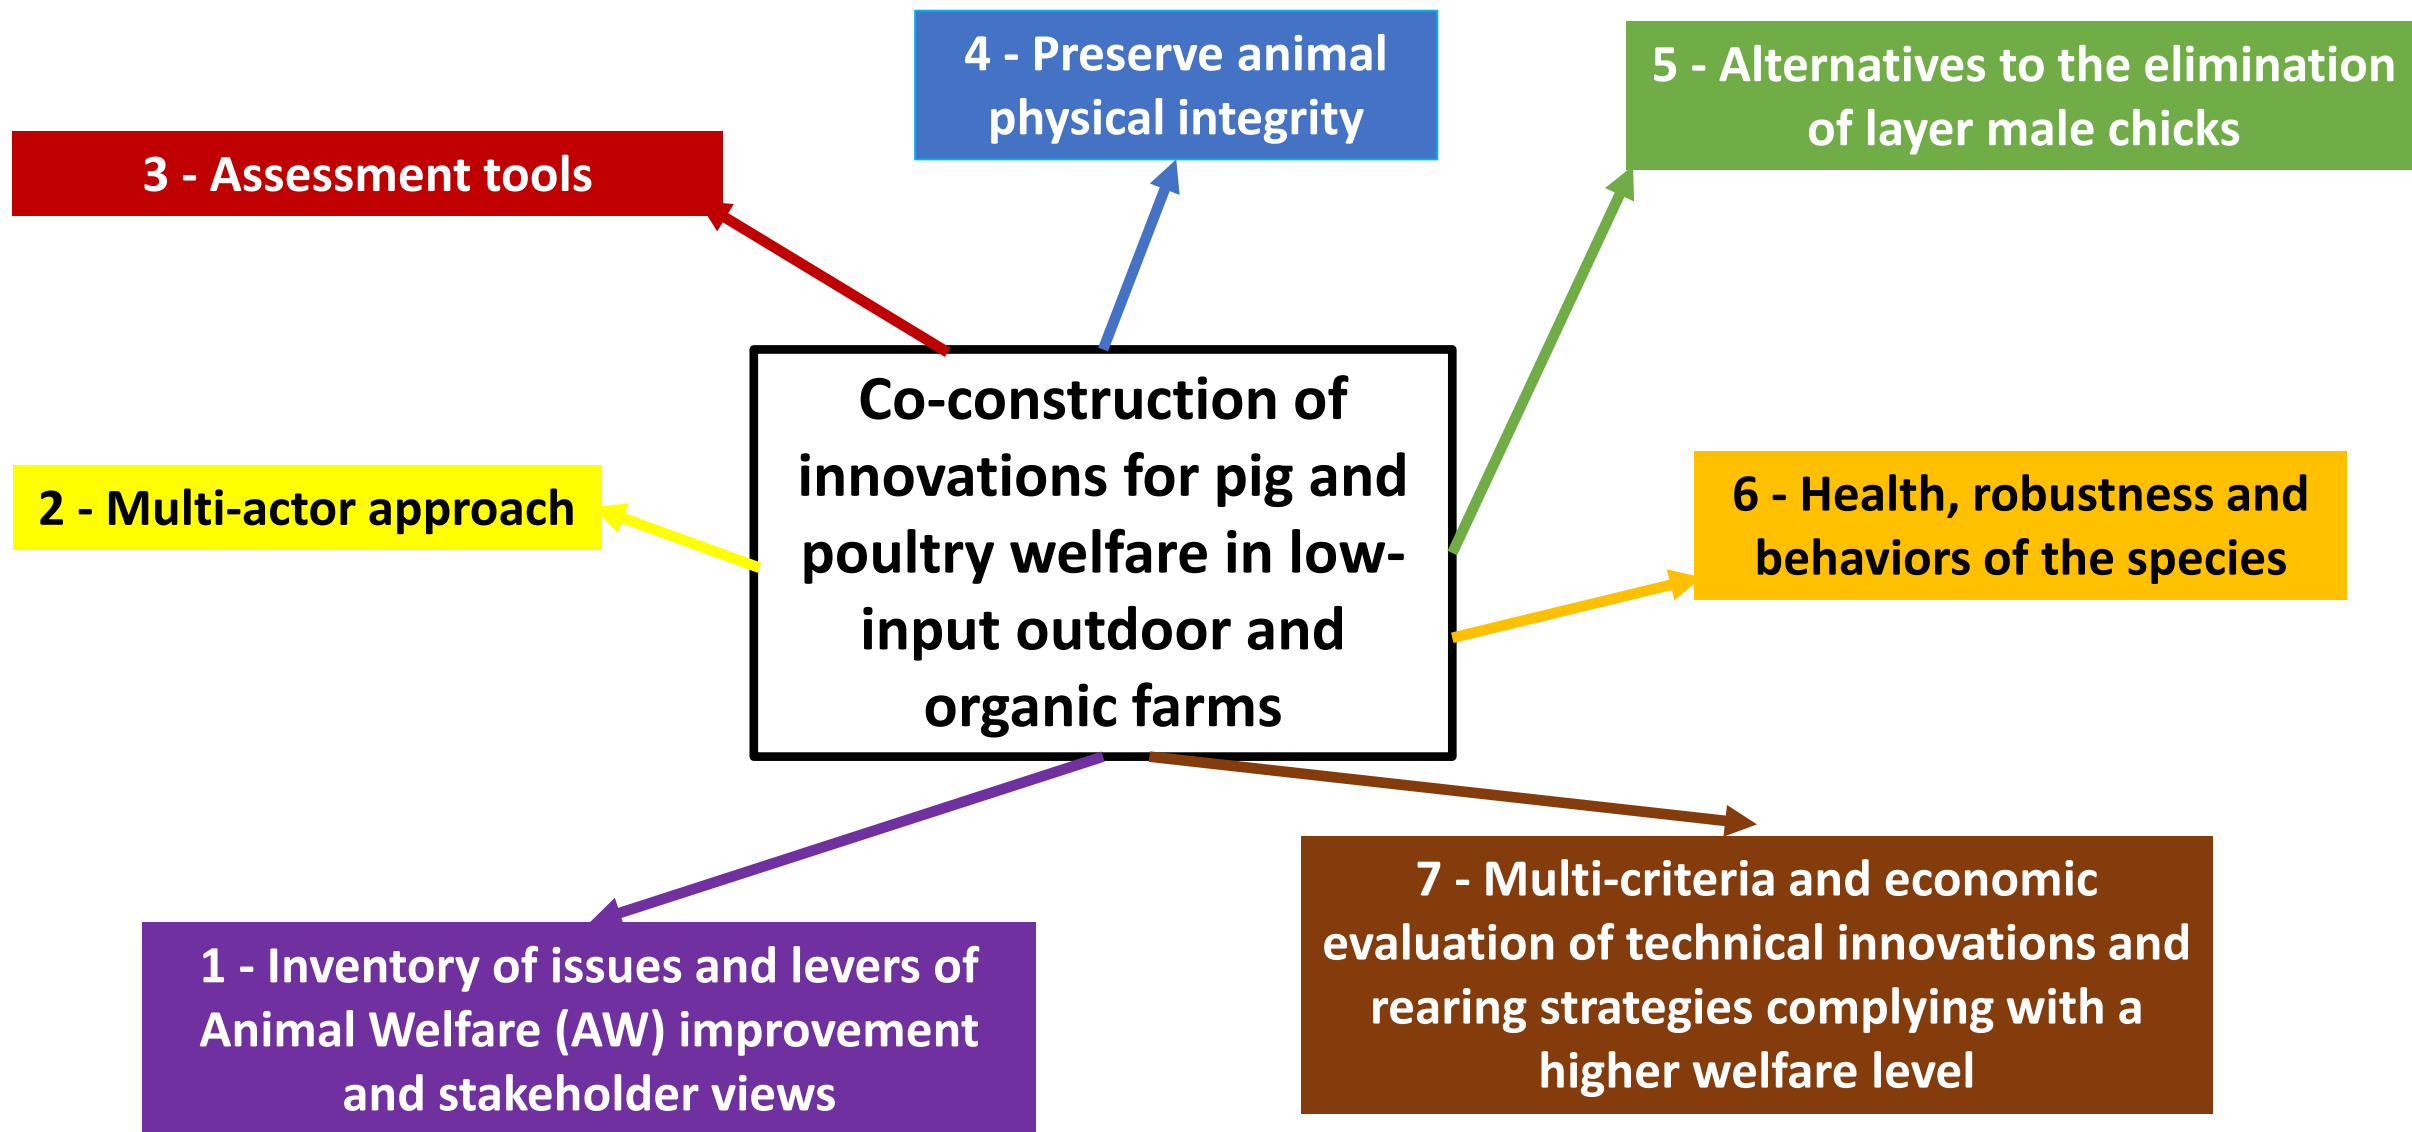 4 - Preserve animal
physical integrity
5 - Alternatives to the elimination
of layer male chicks
3 - Assessment tools
Co-construction of
innovations for pig and
poultry welfare in low-
input outdoor and
organic farms
2 - Multi-actor approach
6 - Health, robustness and
behaviors of the species
1 - Inventory of issues and levers of
Animal Welfare (AW) improvement
and stakeholder views
7 - Multi-criteria and economic
evaluation of technical innovations and
rearing strategies complying with a
higher welfare level